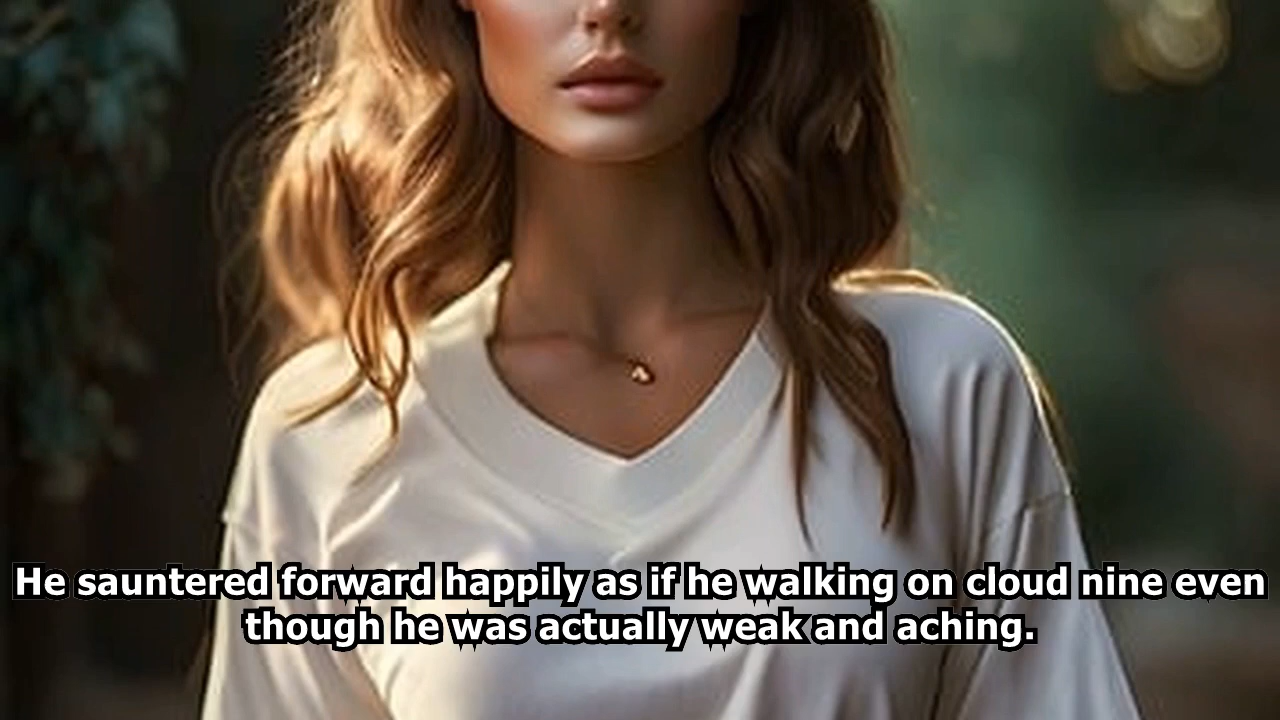 He sauntered forward happily as if he walking on cloud nine even
though he was actually weak and aching.